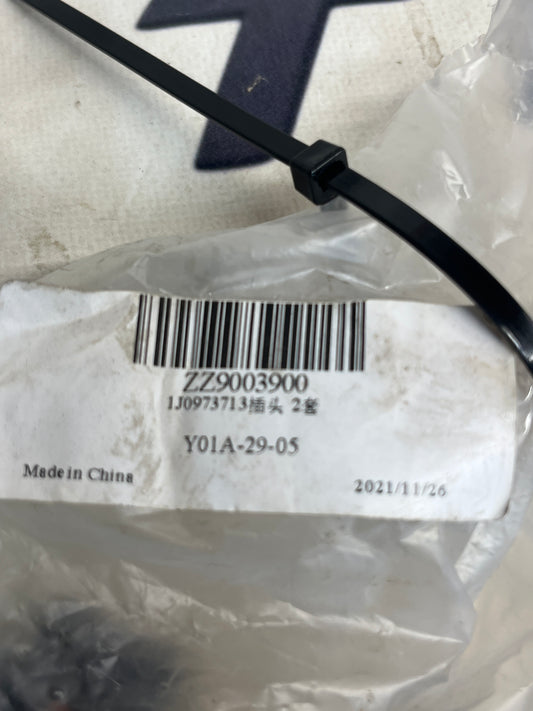 ZZ9003900
1J0973713插头 2套
Y01A-29-05
Made in China
2021/11/26